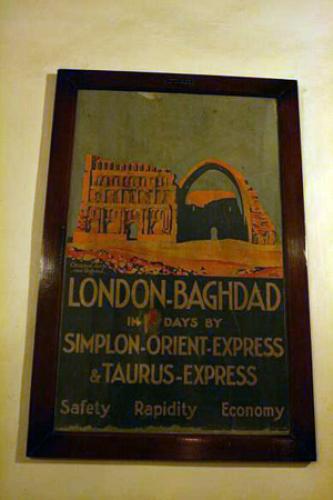 LONDON-BAGHDAD
IN DAYS BY
SIMPLON-ORIENT-EXPRESS
& TAURUS-EXPRESS
Safety Rapidity Economy